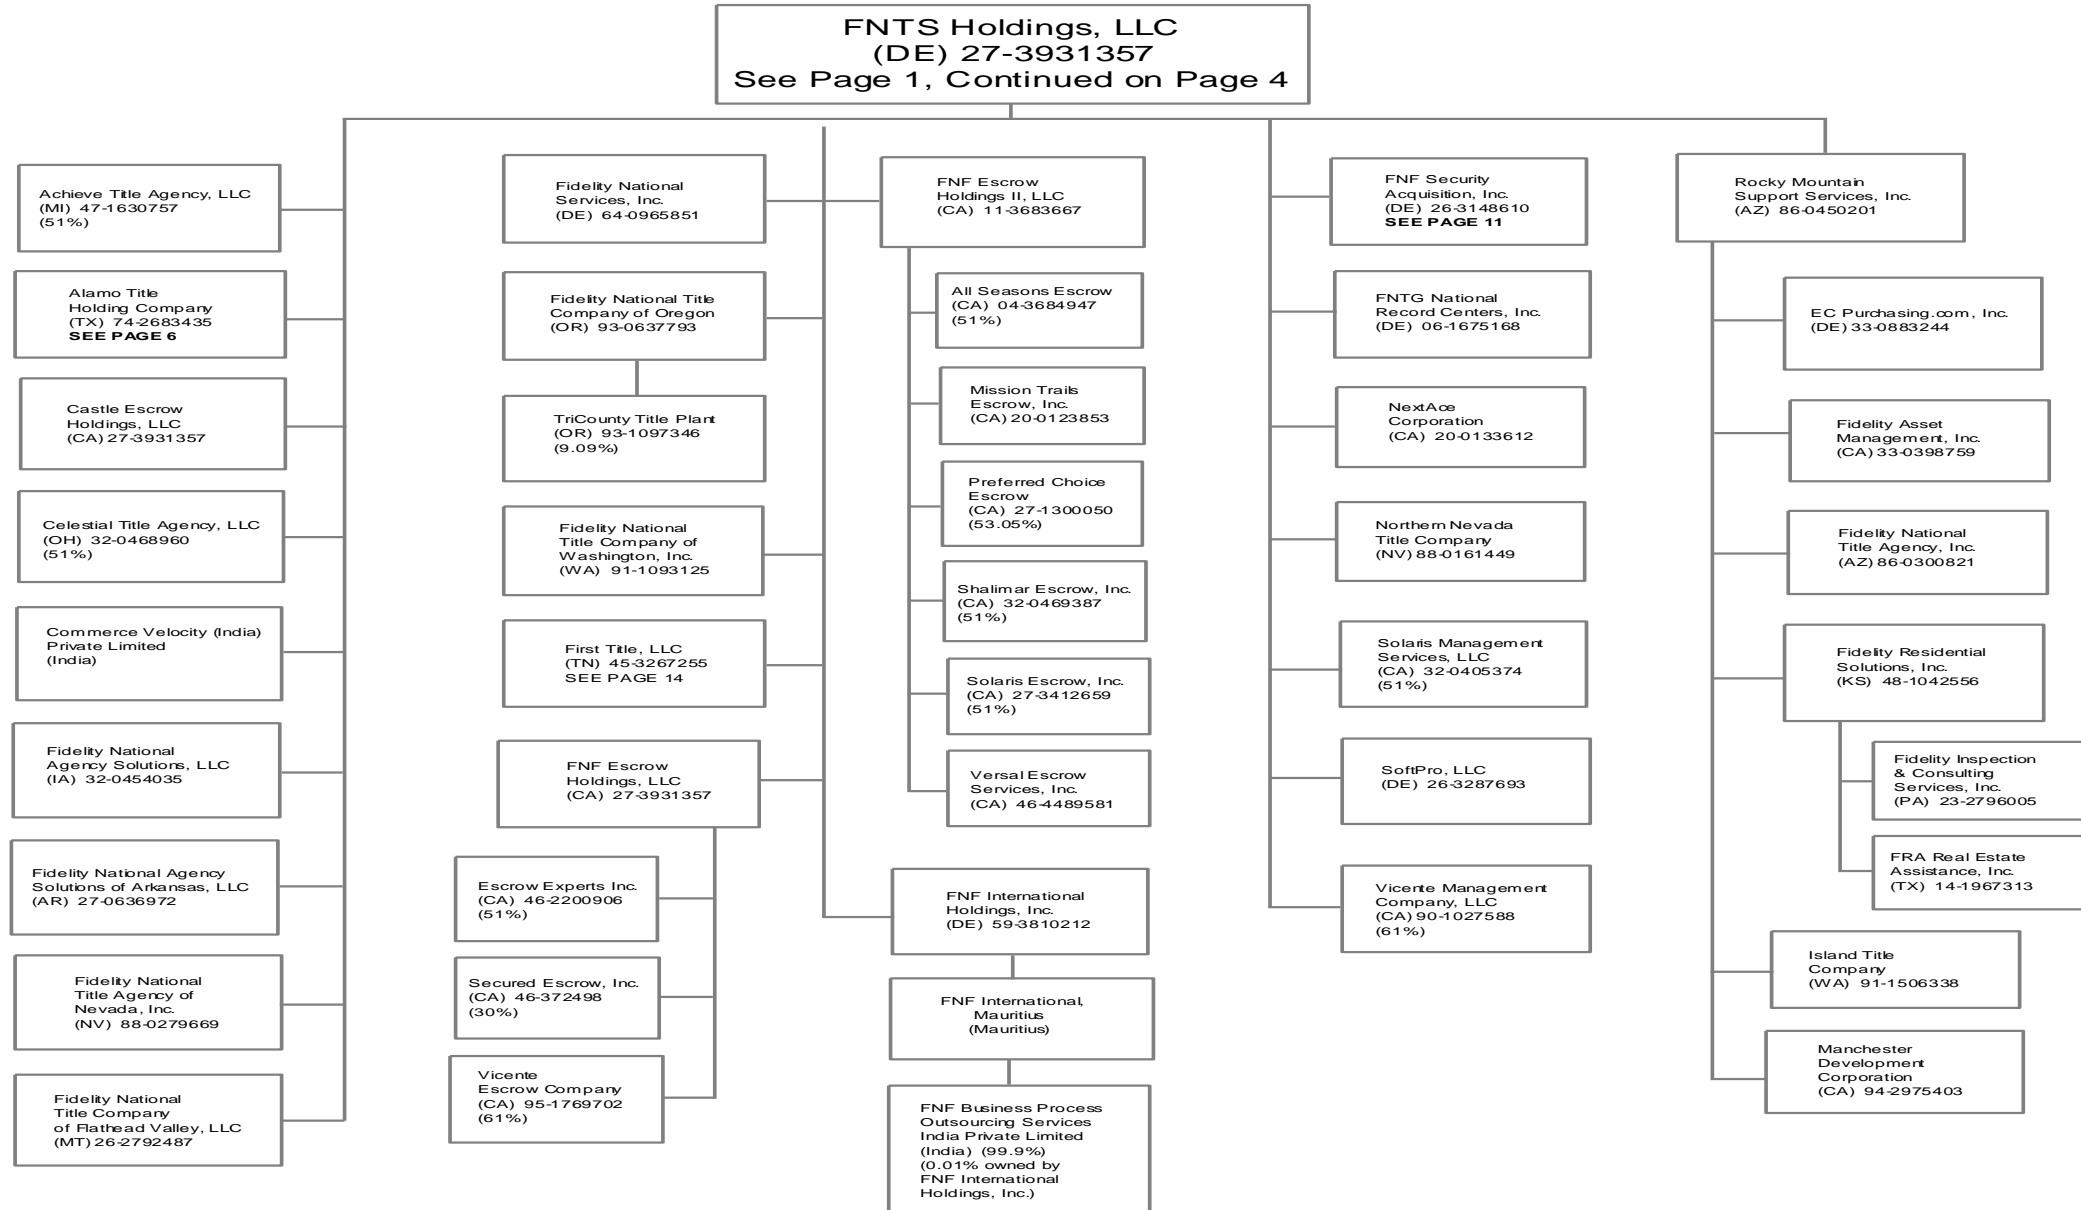 FNTS Holdings, LLC
(DE) 27-3931357
See Page 1, Continued on Page 4
Achieve Title Agency, LLC
(MI) 47-1630757
(51%)
Alamo Title
Holding Company
(TX) 74-2683435
SEE PAGE 6
Castle Escrow
Holdings, LLC
(CA) 27-3931357
Celestial Title Agency, LLC
(OH) 32-0468960
(51%)
Commerce Velocity (India)
Private Limited
(India)
Fidelity National
Agency Solutions, LLC
(IA) 32-0454035
Fidelity National Agency
Solutions of Arkansas, LLC
(AR) 27-0636972
Fidelity National
Title Agency of
Nevada, Inc.
(NV) 88-0279669
Fidelity National
Title Company
of Flathead Valley, LLC
(MT) 26-2792487
Fidelity National
Services, Inc.
(DE) 64-0965851
Fidelity National Title
Company of Oregon
(OR) 93-0637793
TriCounty Title Plant
(OR) 93-1097346
(9.09%)
Fidelity National
Title Company of
Washington, Inc.
(WA) 91-1093125
First Title, LLC
(TN) 45-3267255
SEE PAGE 14
FNF Escrow
Holdings, LLC
(CA) 27-3931357
Escrow Experts Inc.
(CA) 46-2200906
(51%)
Secured Escrow, Inc.
(CA) 46-372498
(30%)
Vicente
Escrow Company
(CA) 95-1769702
(61%)
FNF Escrow
Holdings II, LLC
(CA) 11-3683667
All Seasons Escrow
(CA) 04-3684947
(51%)
Mission Trails
Escrow, Inc.
(CA) 20-0123853
Preferred Choice
Escrow
(CA) 27-1300050
(53.05%)
Shalimar Escrow, Inc.
(CA) 32-0469387
(51%)
Solaris Escrow, Inc.
(CA) 27-3412659
(51%)
Versal Escrow
Services, Inc.
(CA) 46-4489581
FNF International
Holdings, Inc.
(DE) 59-3810212
FNF International,
Mauritius
(Mauritius)
FNF Business Process
Outsourcing Services
India Private Limited
(India) (99.9%)
(0.01% owned by
FNF International
Holdings, Inc.)
FNF Security
Acquisition, Inc.
(DE) 26-3148610
SEE PAGE 11
FNTG National
Record Centers, Inc.
(DE) 06-1675168
NextAce
Corporation
(CA) 20-0133612
Northern Nevada
Title Company
(NV) 88-0161449
Solaris Management
Services, LLC
(CA) 32-0405374
(51%)
SoftPro, LLC
(DE) 26-3287693
Vicente Management
Company, LLC
(CA) 90-1027588
(61%)
Rocky Mountain
Support Services, Inc.
(AZ) 86-0450201
EC Purchasing.com, Inc.
(DE) 33-0883244
Fidelity Asset
Management, Inc.
(CA) 33-0398759
Fidelity National
Title Agency, Inc.
(AZ) 86-0300821
Fidelity Residential
Solutions, Inc.
(KS) 48-1042556
Fidelity Inspection
& Consulting
Services, Inc.
(PA) 23-2796005
FRA Real Estate
Assistance, Inc.
(TX) 14-1967313
Island Title
Company
(WA) 91-1506338
Manchester
Development
Corporation
(CA) 94-2975403